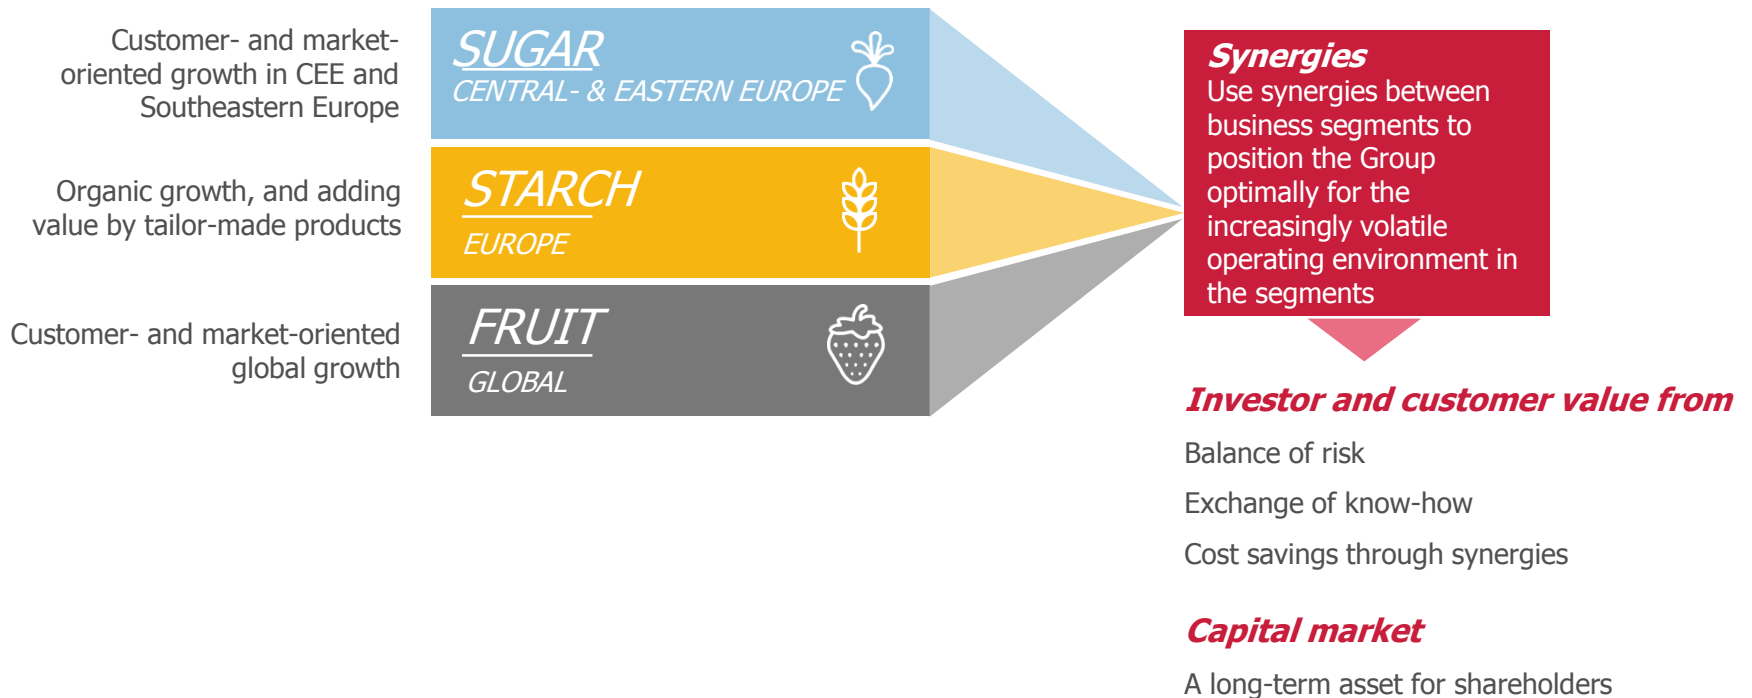 Customer- and market-
oriented growth in CEE and
Southeastern Europe
SUGAR
CENTRAL- & EASTERN EUROPE
Organic growth, and adding
value by tailor-made products
STARCH
EUROPE
Customer- and market-oriented
global growth
FRUIT
GLOBAL
Synergies
Use synergies between
business segments to
position the Group
optimally for the
increasingly volatile
operating environment in
the segments
Investor and customer value from
Balance of risk
Exchange of know-how
Cost savings through synergies
Capital market
A long-term asset for shareholders